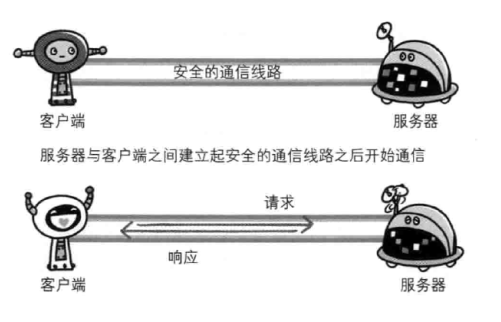 安全的通信线路
客户端
服务器
服务器与客户端之间建立起安全的通信线路之后开始通信
请求
响应
客户端
服务器